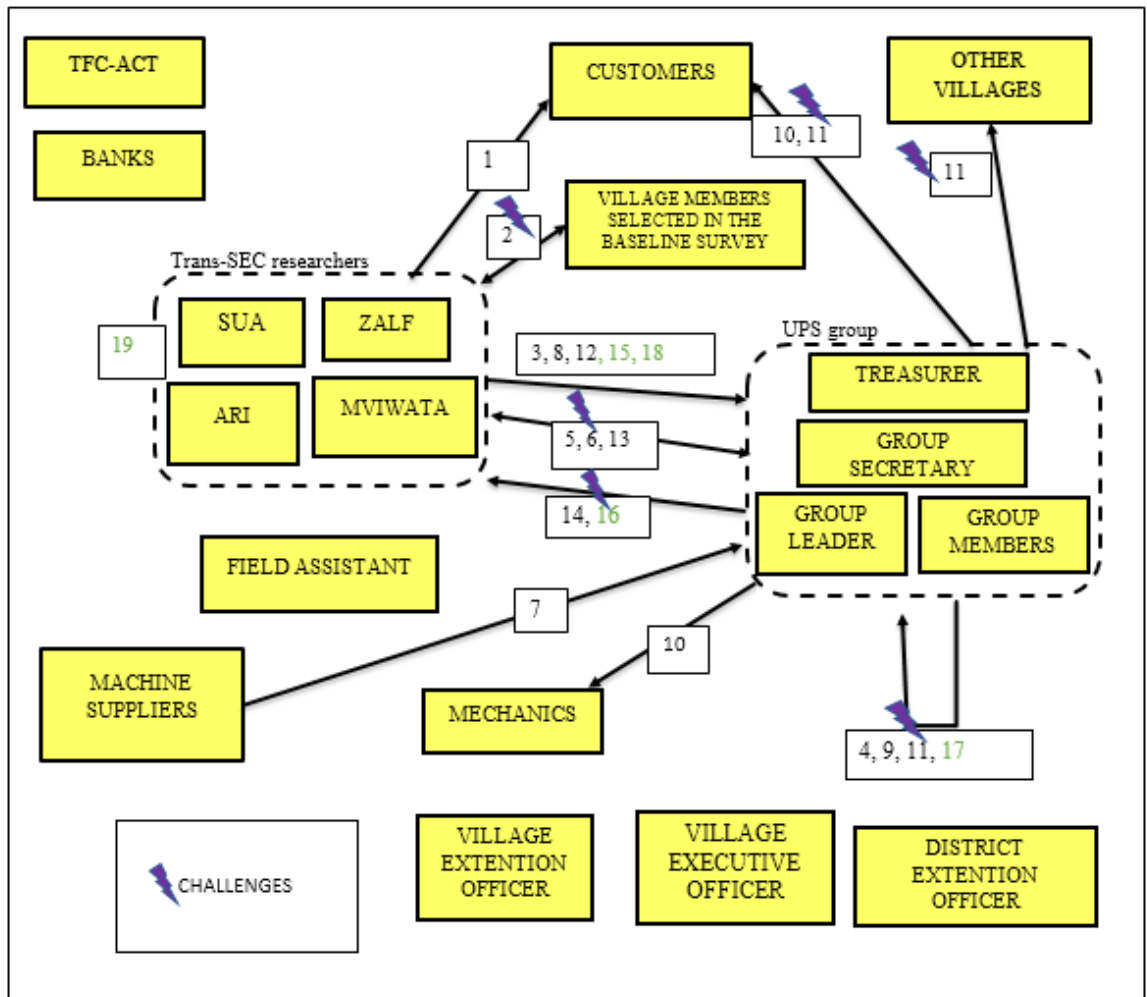 TFC-ACT
CUSTOMERS
OTHER
VILLAGES
BANKS
10, 11
1
11
VILLAGE MEMBERS
SELECTED IN THE
BASELINE SURVEY
2
Trans-SEC researchers
SUA
ZALF
19
ARI
MVIWATA
3, 8, 12, 15, 18
5, 6, 13
14, 16
UPS group
TREASURER
GROUP
SECRETARY
GROUP
LEADER
GROUP
MEMBERS
FIELD ASSISTANT
7
10
MACHINE
SUPPLIERS
MECHANICS
4, 9, 11, 17
CHALLENGES
VILLAGE
EXTENTION
OFFICER
VILLAGE
EXECUTIVE
OFFICER
DISTRICT
EXTENTION
OFFICER